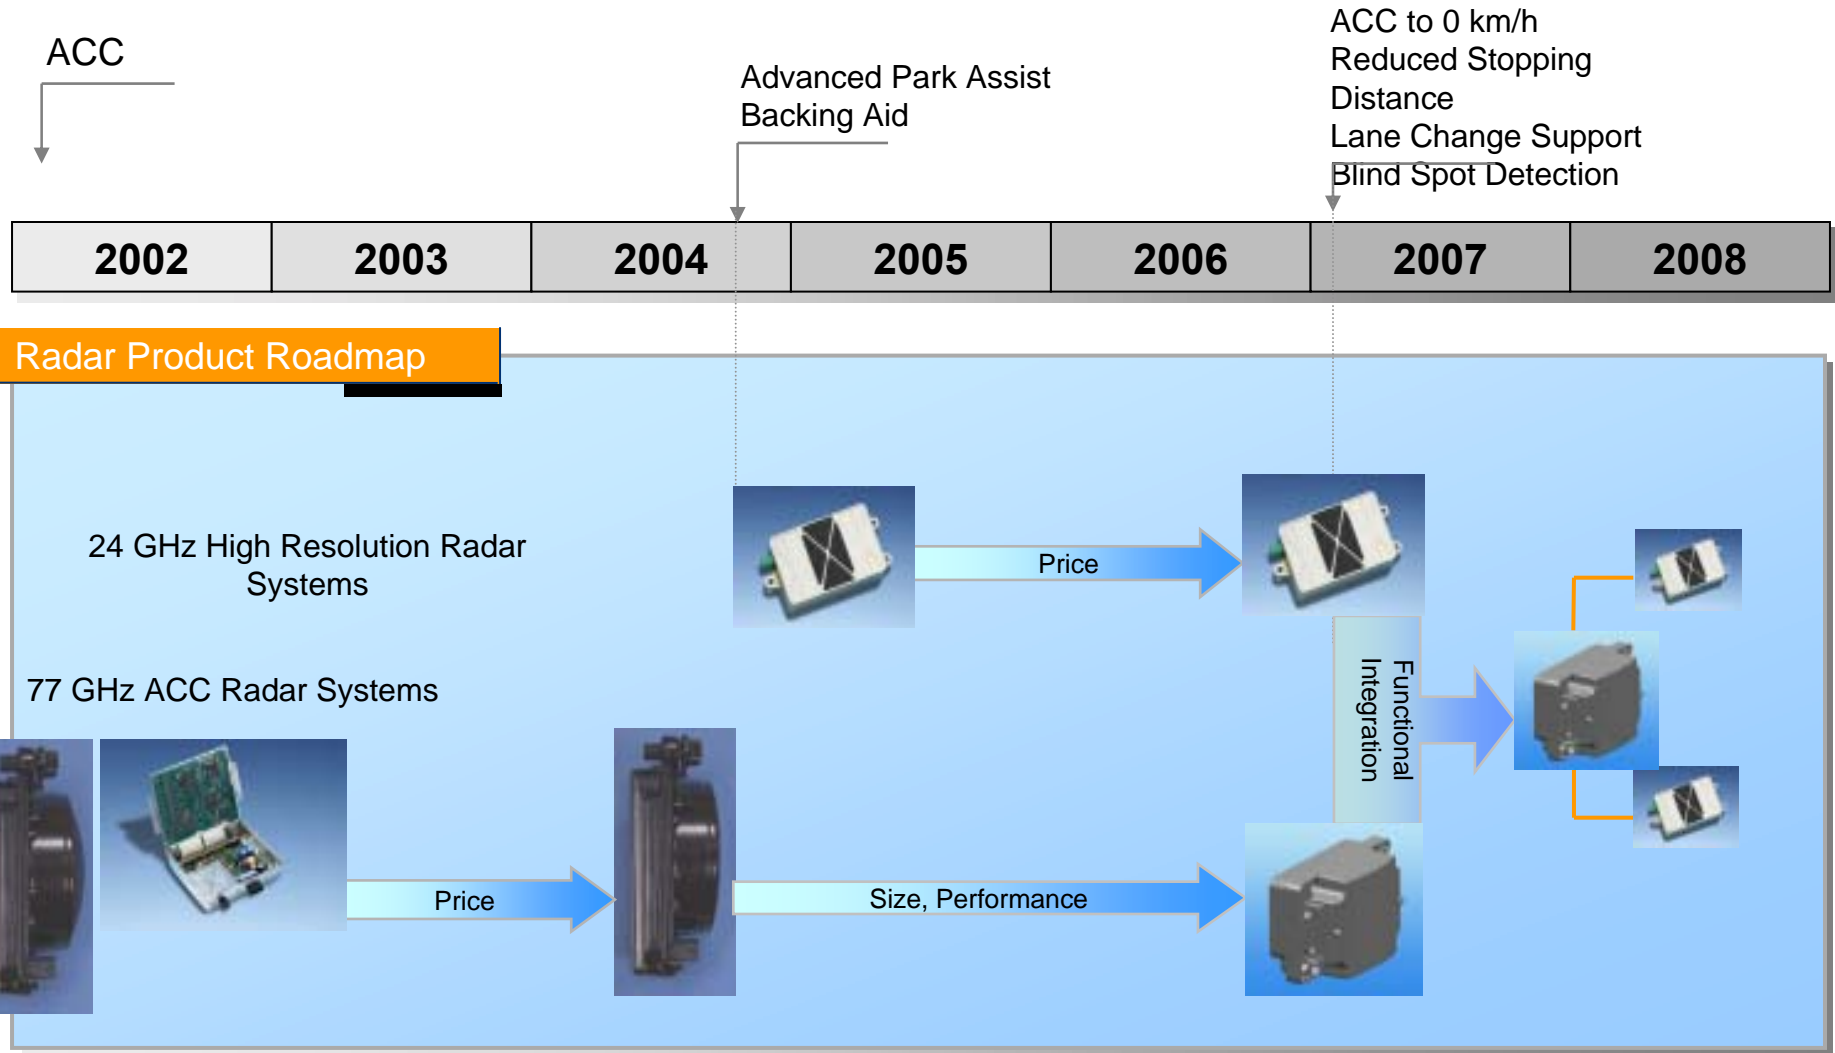 ACC
Advanced Park Assist
Backing Aid
ACC to 0 km/h
Reduced Stopping
Distance
Lane Change Support
Blind Spot Detection
2002
2003
2004
2005
2006
2007
2008
Radar Product Roadmap
24 GHz High Resolution Radar
Systems
Price
77 GHz ACC Radar Systems
Functional
Integration
Price
Size, Performance